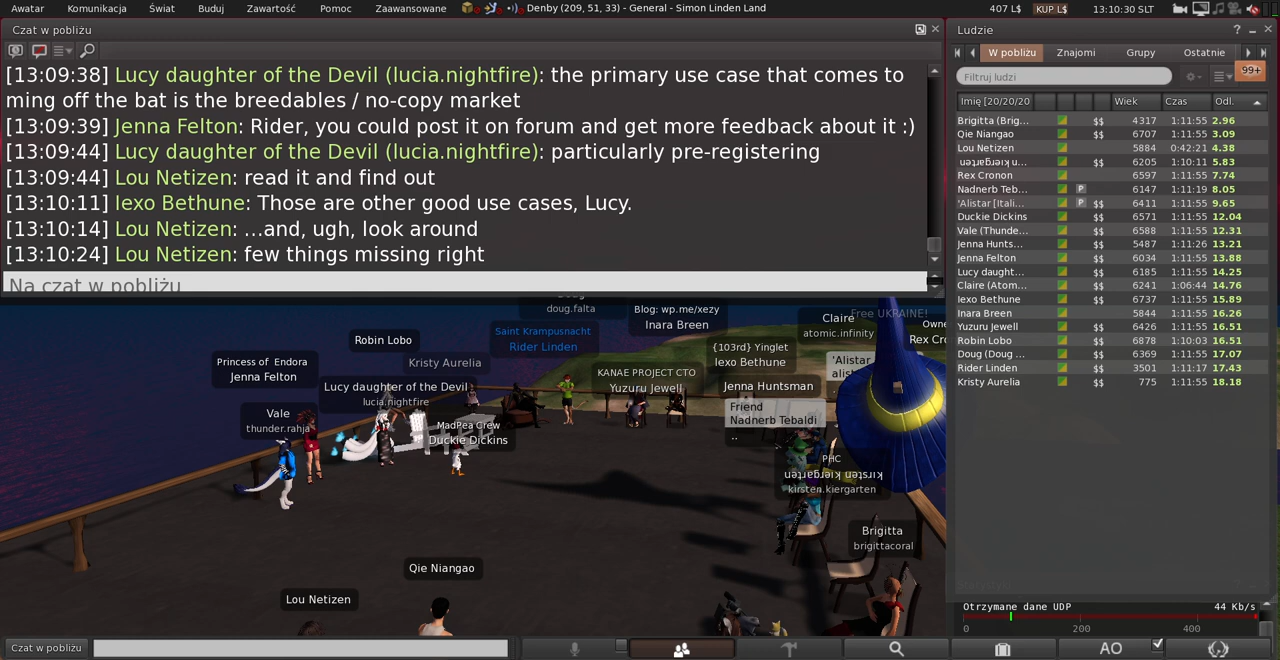 Awatar Komunikacja Świat Buduj Zawartość Pomoc Zaawansowane Denby (209, 51, 33) - General - Simon Linden Land 407 L$ KUP L$ 13:10:30 SLT
Czat w pobliżu
[13:09:38] Lucy daughter of the Devil (lucia.nightfire): the primary use case that comes to
ming off the bat is the breedables / no-copy market
[13:09:39] Jenna Felton: Rider, you could post it on forum and get more feedback about it :)
[13:09:44] Lucy daughter of the Devil (lucia.nightfire): particularly pre-registering
[13:09:44] Lou Netizen: read it and find out
[13:10:11] Iexo Bethune: Those are other good use cases, Lucy.
[13:10:14] Lou Netizen: ...and, ugh, look around
[13:10:24] Lou Netizen: few things missing right
Na czat w pobliżu
doug.falta
Blog: wp.me/xezy
Inara Breen
Claire
atomic.infinity
Free UKRAINE!
Rex Cro
Saint Krampusnacht
Rider Linden
Robin Lobo
{103rd} Yinglet
Iexo Bethune
'Alistar
Princess of Endora
Jenna Felton
Kristy Aurelia
KANAE PROJECT CTO
Yuzuru Jewell
Jenna Huntsman
Lucy daughter of the Devil
lucia.nightfire
Friend
Nadnerb Tebaldi
..
Vale
thunder.rahja
MadPea Crew
Duckie Dickins
PHC
kirsten.kiergarten
Brigitta
brigittacoral
Qie Niangao
Lou Netizen
Czat w pobliżu
AO
Ludzie
? _ ×
W pobliżu Znajomi Grupy Ostatnie
Filtruj ludzi
99+
Imię [20/20/20 Wiek Czas Odl.
Brigitta (Brig... $$ 4317 1:11:55 2.96
Qie Niangao $$ 6707 1:11:55 3.09
Lou Netizen 5884 0:42:21 4.38
$$ 6205 1:10:11 5.83
Rex Cronon 6597 1:11:55 7.74
Nadnerb Teb... P 6147 1:11:19 8.05
'Alistar [Itali... P $$ 6411 1:11:55 9.65
Duckie Dickins 6571 1:11:55 12.04
Vale (Thunde... $$ 6588 1:11:55 12.31
Jenna Hunts... $$ 5487 1:11:26 13.21
Jenna Felton $$ 6034 1:11:55 13.88
Lucy daught... $$ 6185 1:11:55 14.25
Claire (Atom... $$ 6241 1:06:44 14.76
Iexo Bethune $$ 6737 1:11:55 15.89
Inara Breen 5844 1:11:55 16.26
Yuzuru Jewell $$ 6426 1:11:55 16.51
Robin Lobo $$ 6878 1:10:03 16.51
Doug (Doug ... $$ 6369 1:11:55 17.07
Rider Linden $$ 3501 1:11:17 17.43
Kristy Aurelia $$ 775 1:11:55 18.18
Otrzymane dane UDP 44 Kb/s
0 200 400